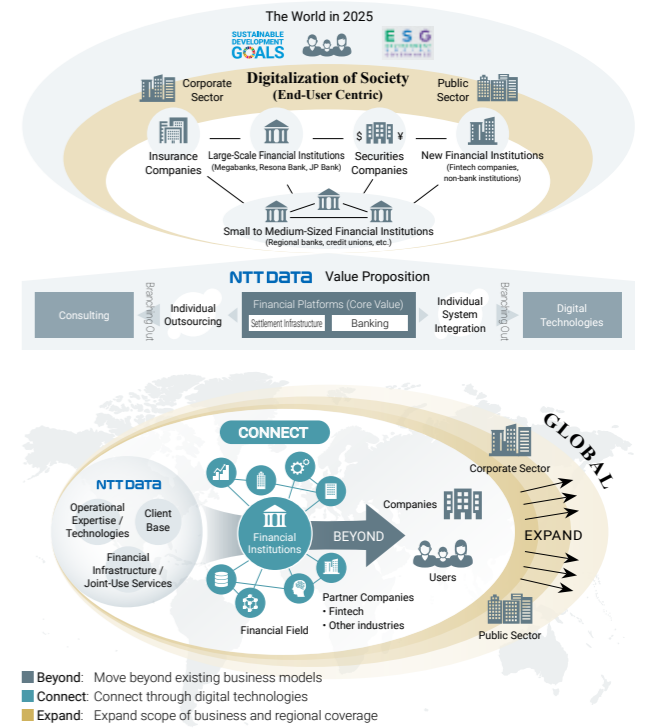 The World in 2025
SUSTAINABLE
DEVELOPMENT
GOALS
E S G
ENVIRONMENT
SOCIAL
GOVERNANCE
Corporate
Sector
Digitalization of Society
(End-User Centric)
Public
Sector
Insurance
Companies
Large-Scale Financial Institutions
(Megabanks, Resona Bank, JP Bank)
$ ¥
Securities
Companies
New Financial Institutions
(Fintech companies,
non-bank institutions)
Small to Medium-Sized Financial Institutions
(Regional banks, credit unions, etc.)
NTT DATA Value Proposition
Consulting
Branching Out
Individual
Outsourcing
Financial Platforms (Core Value)
Settlement Infrastructure
Banking
Individual
System
Integration
Branching Out
Digital
Technologies
GLOBAL
CONNECT
Corporate Sector
NTT DATA
Operational
Expertise /
Technologies
Client
Base
Financial
Infrastructure /
Joint-Use Services
Financial
Institutions
BEYOND
Companies
Users
EXPAND
Partner Companies
• Fintech
• Other industries
Financial Field
Public Sector
Beyond: Move beyond existing business models
Connect: Connect through digital technologies
Expand: Expand scope of business and regional coverage